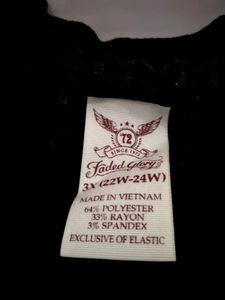 72
SINCE 1972
Faded Glory
3X (22W-24W)
MADE IN VIETNAM
64% POLYESTER
33% RAYON
3% SPANDEX
EXCLUSIVE OF ELASTIC